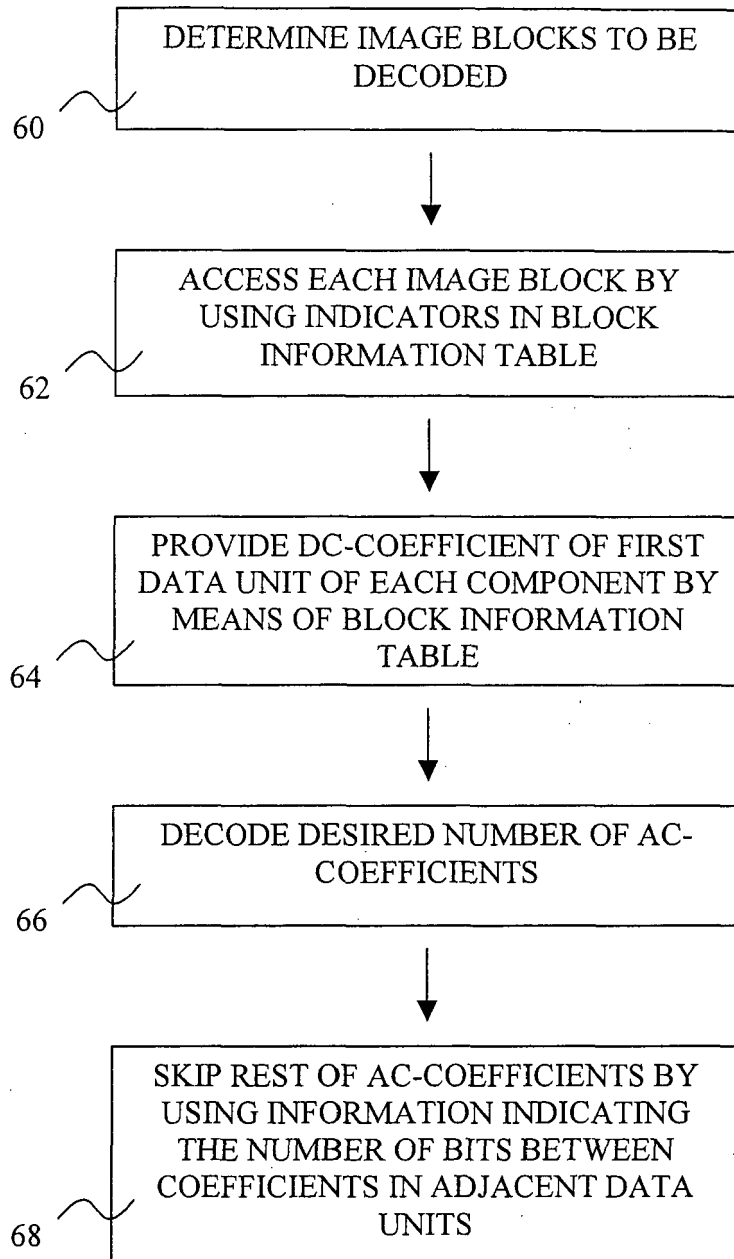 DETERMINE IMAGE BLOCKS TO BE
DECODED
60
ACCESS EACH IMAGE BLOCK BY
USING INDICATORS IN BLOCK
INFORMATION TABLE
62
PROVIDE DC-COEFFICIENT OF FIRST
DATA UNIT OF EACH COMPONENT BY
MEANS OF BLOCK INFORMATION
TABLE
64
DECODE DESIRED NUMBER OF AC-
COEFFICIENTS
66
SKIP REST OF AC-COEFFICIENTS BY
USING INFORMATION INDICATING
THE NUMBER OF BITS BETWEEN
COEFFICIENTS IN ADJACENT DATA
UNITS
68